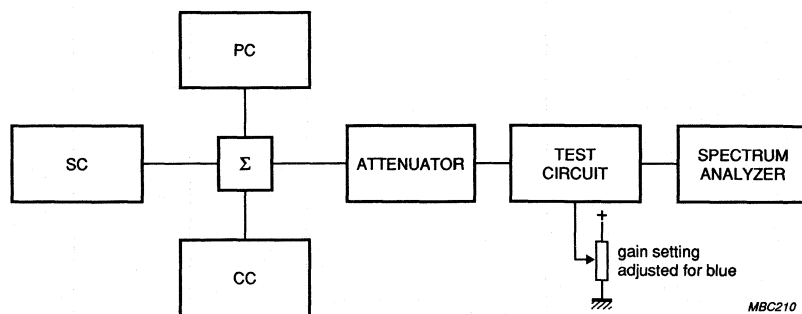 PC
SC
Σ
ATTENUATOR
TEST
CIRCUIT
SPECTRUM
ANALYZER
CC
+
gain setting
adjusted for blue
MBC210